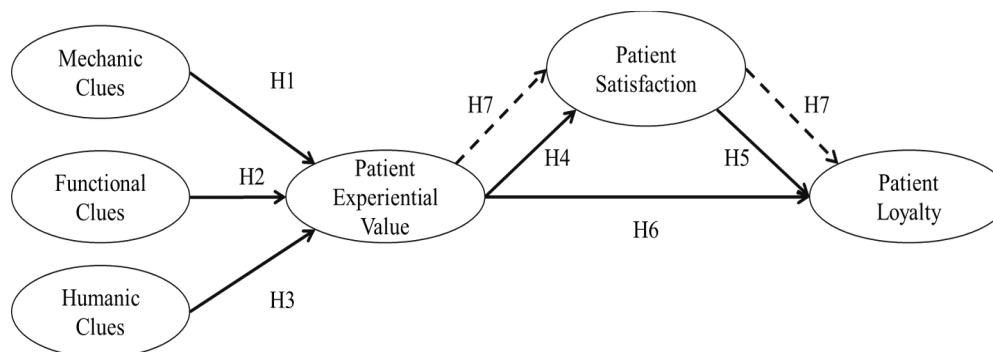 Mechanic
Clues
H1
Functional
Clues
H2
Humanic
Clues
H3
Patient
Experiential
Value
H7
H4
Patient
Satisfaction
H7
H5
H6
Patient
Loyalty